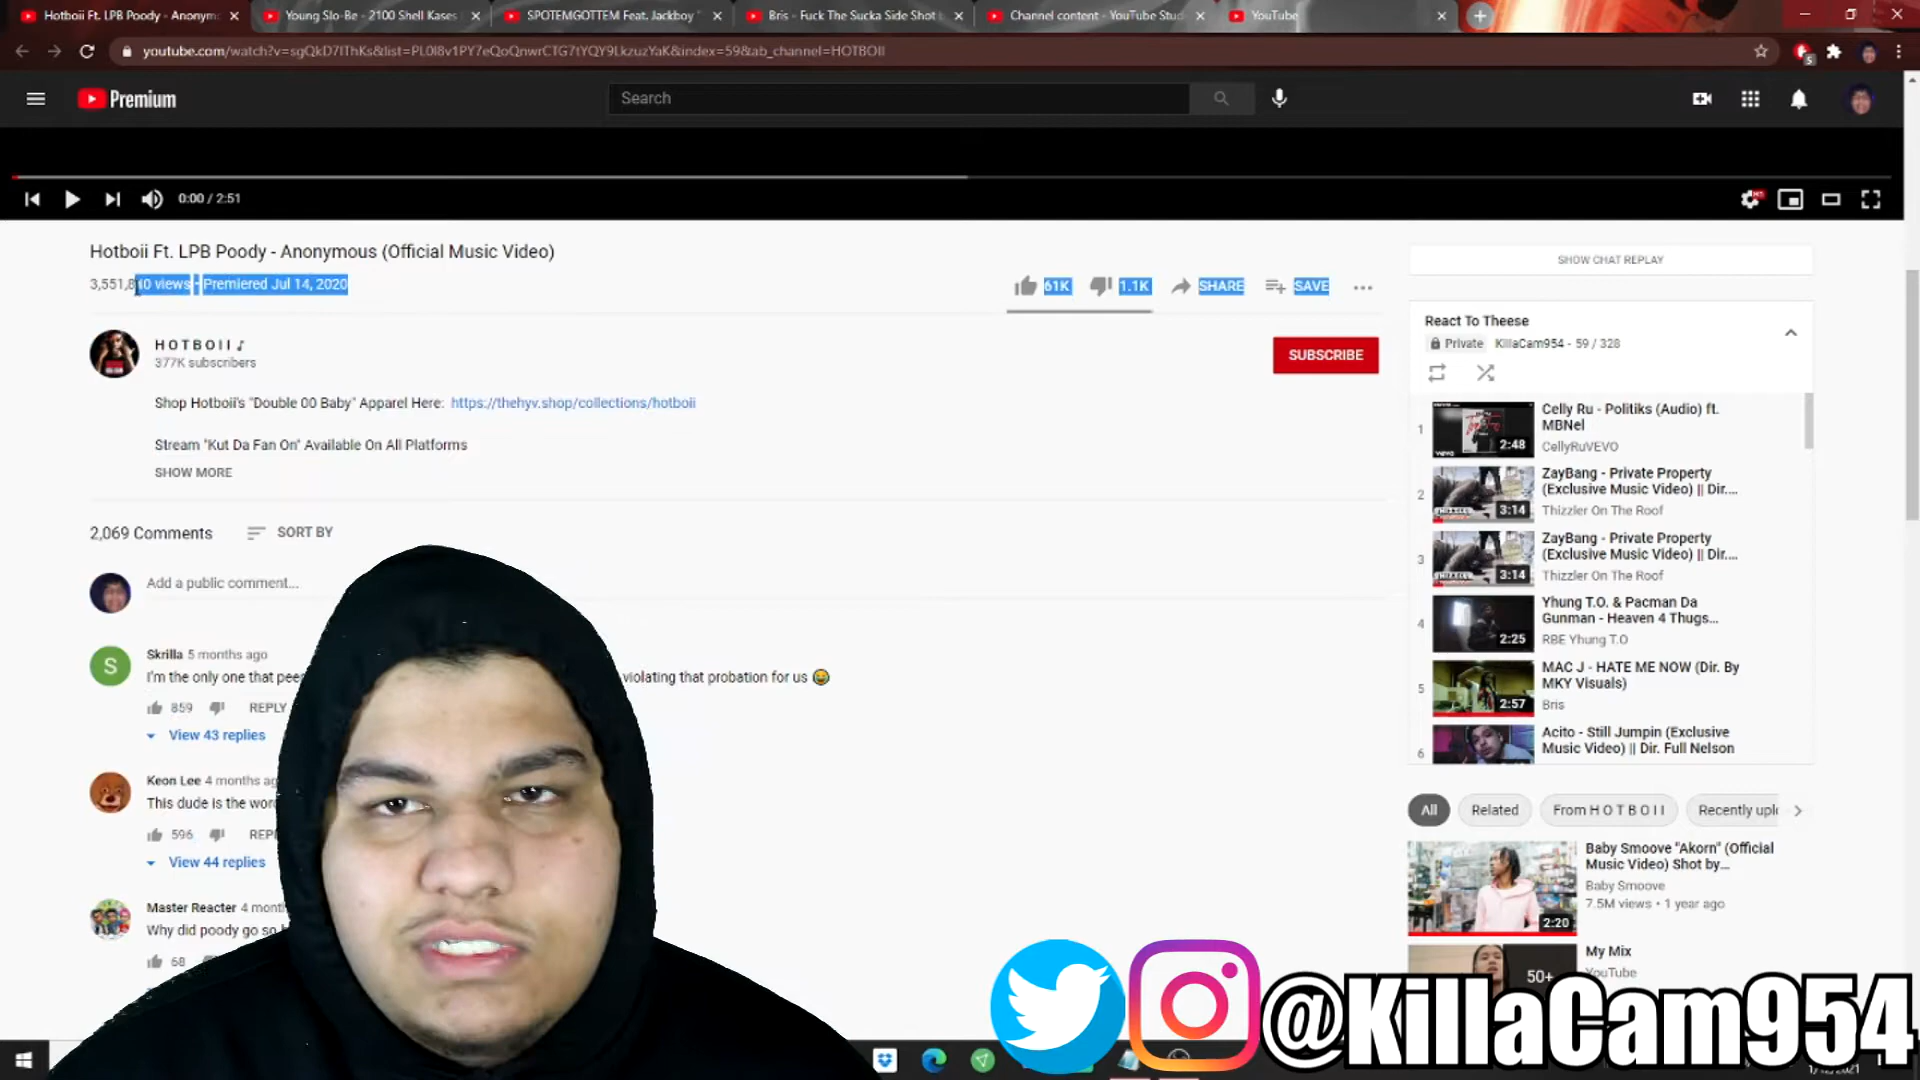 Hotboii Ft. LPB Poody - Anonym
Young Slo-Be - 2100 Shell Kases
SPOTEMGOTTEM Feat. Jackboy "
Bris - Fuck The Sucka Side Shot
Channel content - YouTube Stud
YouTube
youtube.com/watch?v=sgQkD7IThKs&list=PL0l8v1PY7eQoQnwrCTG7tYQY9LkzuzYaK&index=59&ab_channel=HOTBOII
5
Premium
Search
0:00 / 2:51
Hotboii Ft. LPB Poody - Anonymous (Official Music Video)
3,551,810 views • Premiered Jul 14, 2020
61K
1.1K
SHARE
SAVE
H O T B O I I
377K subscribers
SUBSCRIBE
Shop Hotboii's "Double 00 Baby" Apparel Here: https://thehyv.shop/collections/hotboii
Stream "Kut Da Fan On" Available On All Platforms
SHOW MORE
2,069 Comments
SORT BY
Add a public comment...
S
Skrilla 5 months ago
I'm the only one that violating that probation for us 😂
859
REPLY
View 43 replies
Keon Lee 4 months
This dude is the
596
View 44 replies
Master Reacter 4
Why did poody go
68
SHOW CHAT REPLAY
React To Theese
Private KillaCam954 - 59 / 328
1
2:48
Celly Ru - Politiks (Audio) ft.
MBNel
CellyRuVEVO
2
3:14
ZayBang - Private Property
(Exclusive Music Video) || Dir....
Thizzler On The Roof
3
3:14
ZayBang - Private Property
(Exclusive Music Video) || Dir....
Thizzler On The Roof
4
2:25
Yhung T.O. & Pacman Da
Gunman - Heaven 4 Thugs...
RBE Yhung T.O
5
2:57
MAC J - HATE ME NOW (Dir. By
MKY Visuals)
Bris
6
Acito - Still Jumpin (Exclusive
Music Video) || Dir. Full Nelson
All
Related
From H O T B O I I
Recently uplo
2:20
Baby Smoove "Akorn" (Official
Music Video) Shot by...
Baby Smoove
7.5M views • 1 year ago
50+
My Mix
YouTube
@KillaCam954